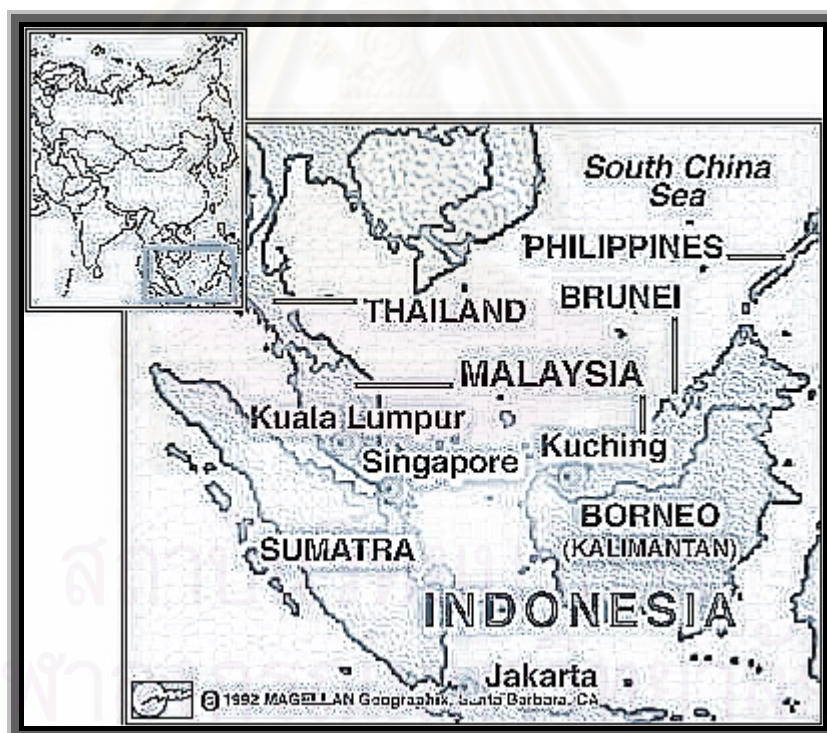 South China
Sea
PHILIPPINES
BRUNEI
THAILAND
MALAYSIA
Kuala Lumpur
Kuching
Singapore
BORNEO
(KALIMANTAN)
SUMATRA
INDONESIA
Jakarta
© 1992 MAGELLAN Geographix, Santa Barbara, CA